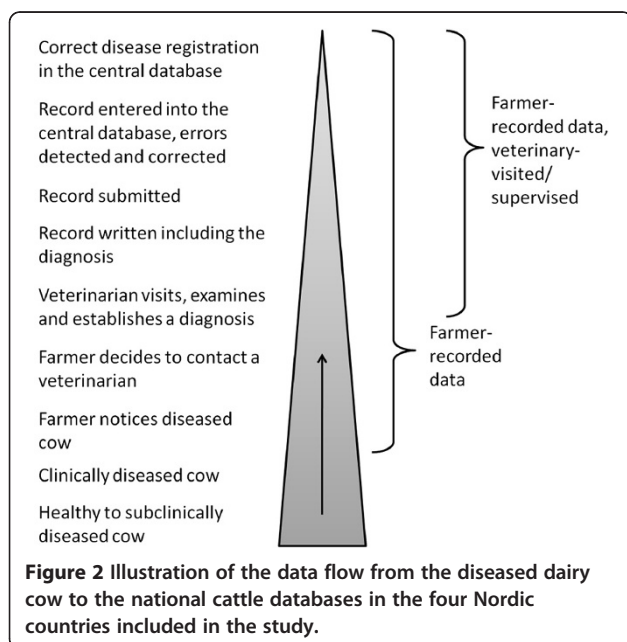 Correct disease registration
in the central database
Record entered into the
central database, errors
detected and corrected
Record submitted
Record written including the
diagnosis
Veterinarian visits, examines
and establishes a diagnosis
Farmer decides to contact a
veterinarian
Farmer notices diseased
cow
Clinically diseased cow
Healthy to subclinically
diseased cow
Farmer-
recorded data,
veterinary-
visited/
supervised
Farmer-
recorded
data
Figure 2 Illustration of the data flow from the diseased dairy
cow to the national cattle databases in the four Nordic
countries included in the study.